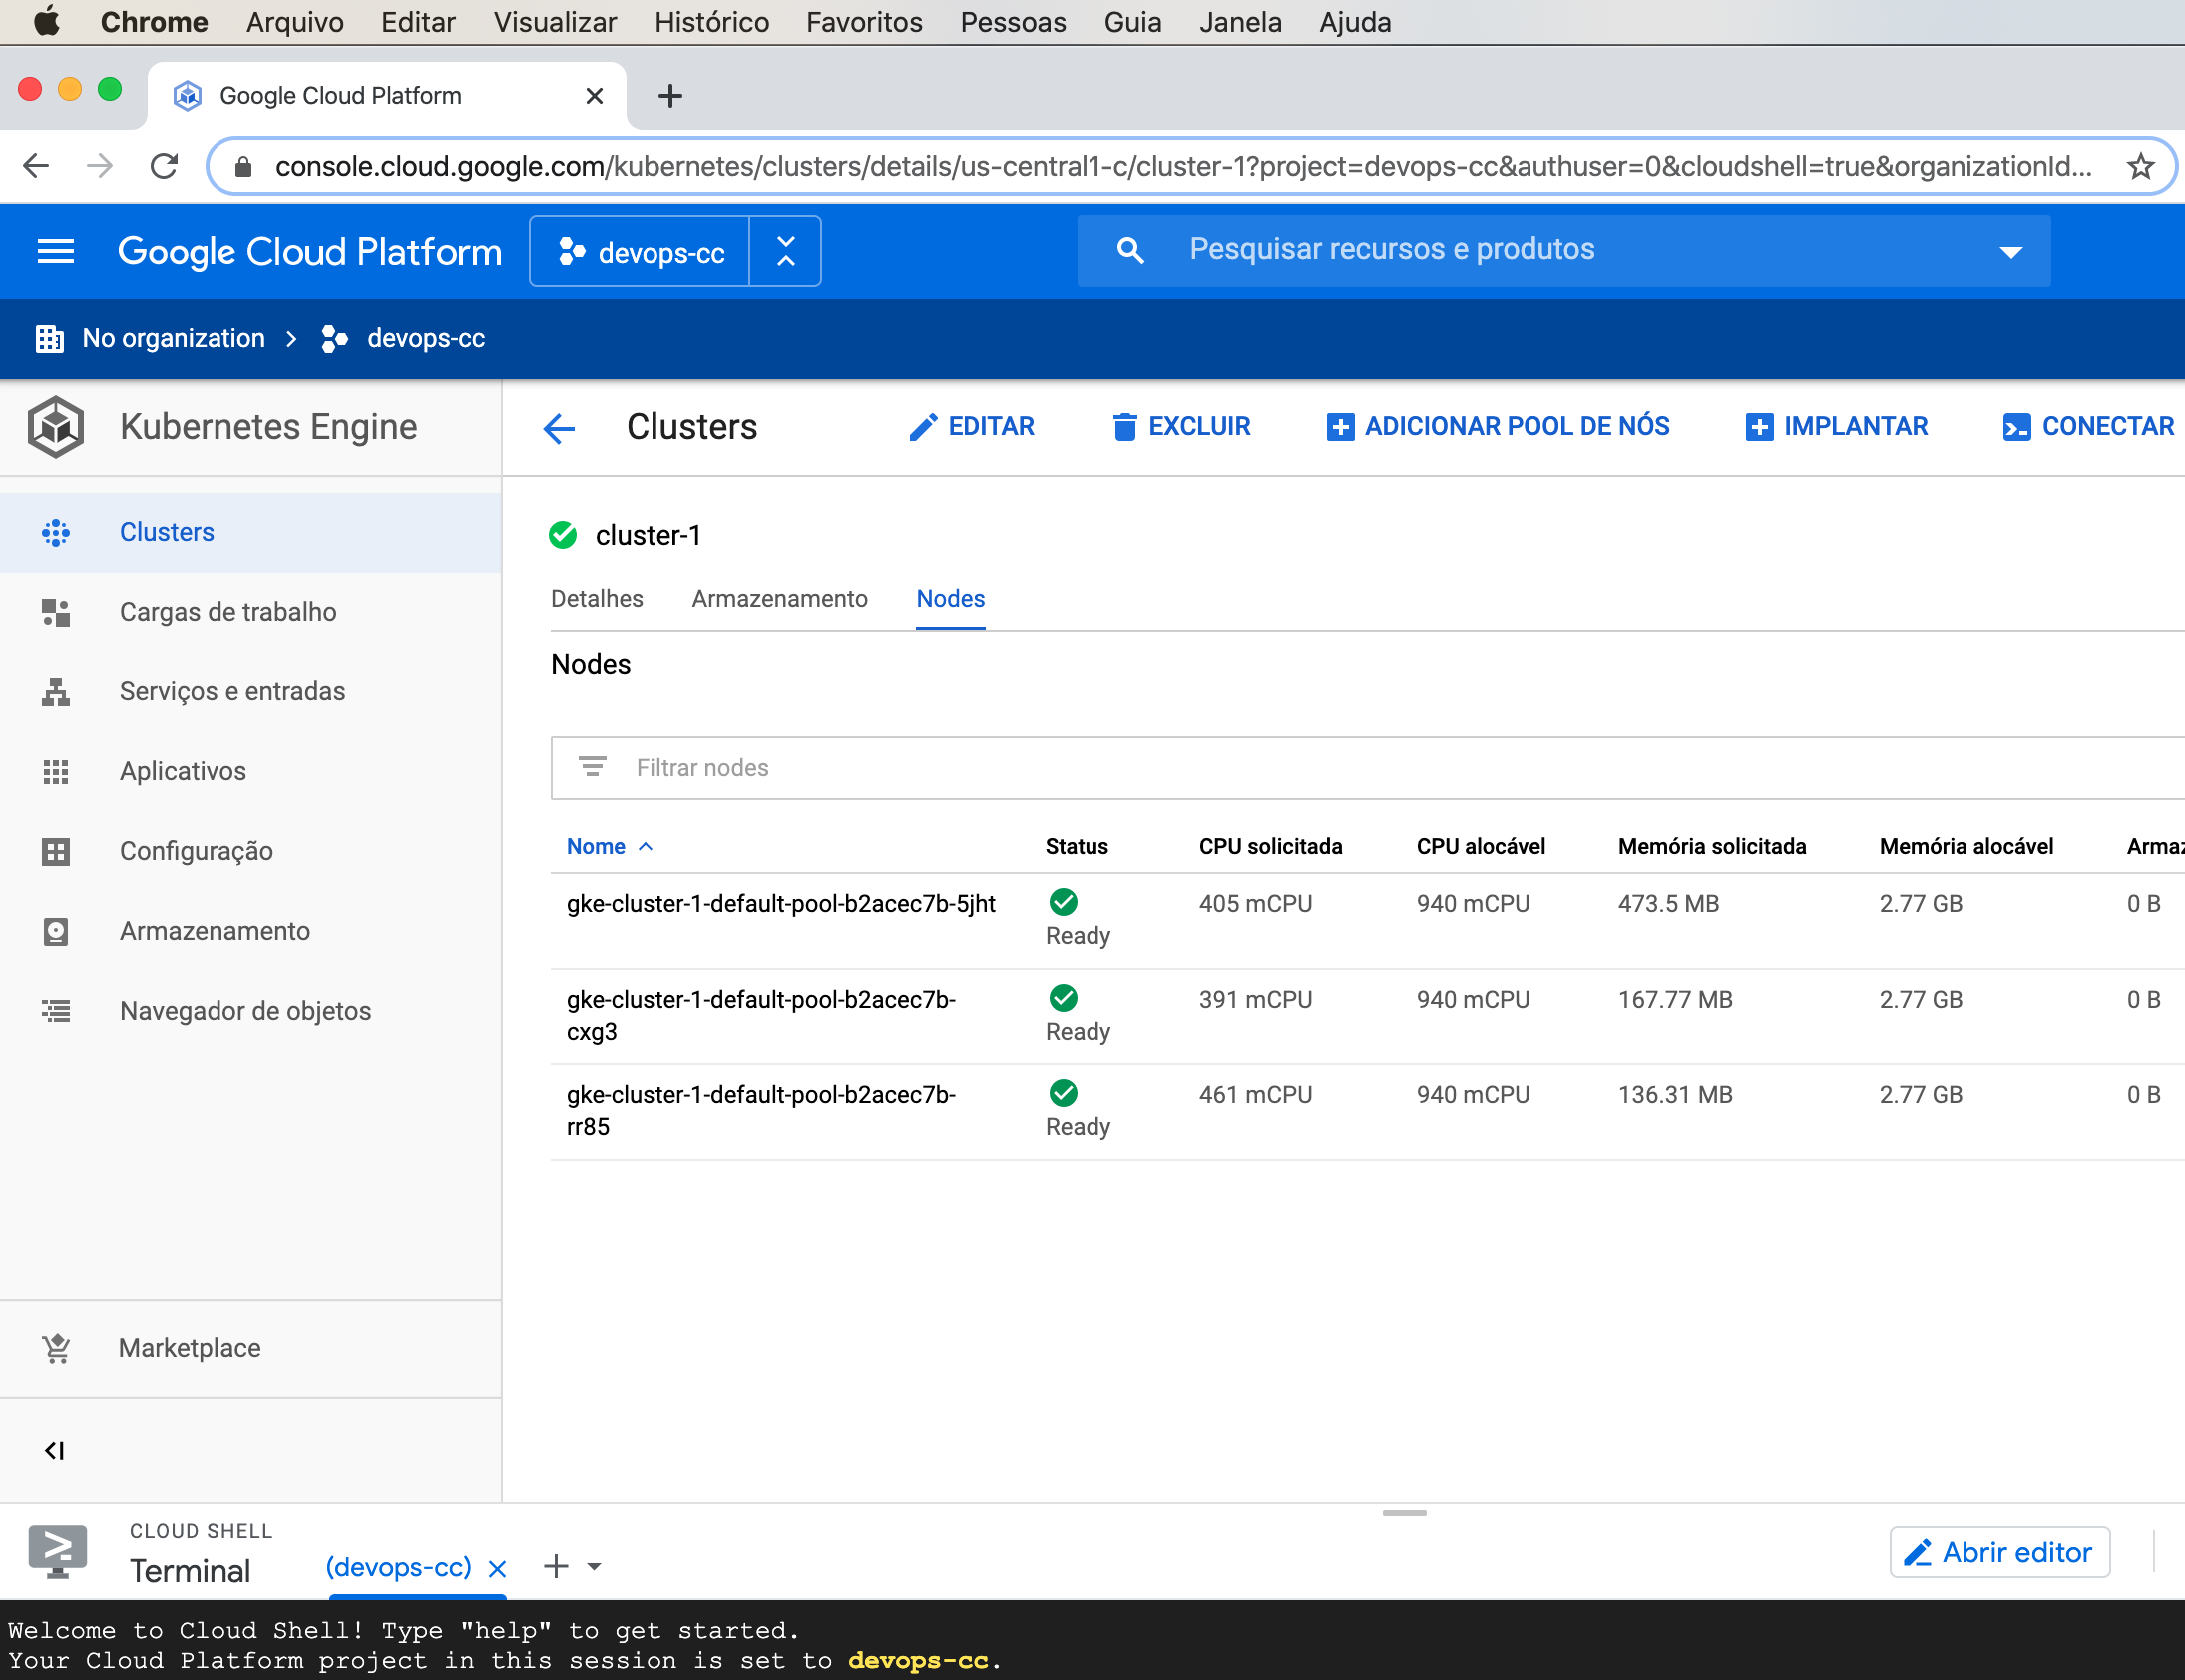 Chrome Arquivo Editar Visualizar Histórico Favoritos Pessoas Guia Janela Ajuda
Google Cloud Platform
console.cloud.google.com/kubernetes/clusters/details/us-central1-c/cluster-1?project=devops-cc&authuser=0&cloudshell=true&organizationId...
Google Cloud Platform devops-cc Pesquisar recursos e produtos
No organization devops-cc
Kubernetes Engine Clusters EDITAR EXCLUIR ADICIONAR POOL DE NÓS IMPLANTAR CONECTAR
Clusters
Cargas de trabalho
Serviços e entradas
Aplicativos
Configuração
Armazenamento
Navegador de objetos
Marketplace
cluster-1
Detalhes Armazenamento Nodes
Nodes
Filtrar nodes
Nome Status CPU solicitada CPU alocável Memória solicitada Memória alocável Armaz
gke-cluster-1-default-pool-b2acec7b-5jht Ready 405 mCPU 940 mCPU 473.5 MB 2.77 GB 0 B
gke-cluster-1-default-pool-b2acec7b-
cxg3 Ready 391 mCPU 940 mCPU 167.77 MB 2.77 GB 0 B
gke-cluster-1-default-pool-b2acec7b-
rr85 Ready 461 mCPU 940 mCPU 136.31 MB 2.77 GB 0 B
CLOUD SHELL
Terminal (devops-cc) Abrir editor
Welcome to Cloud Shell! Type "help" to get started.
Your Cloud Platform project in this session is set to devops-cc.